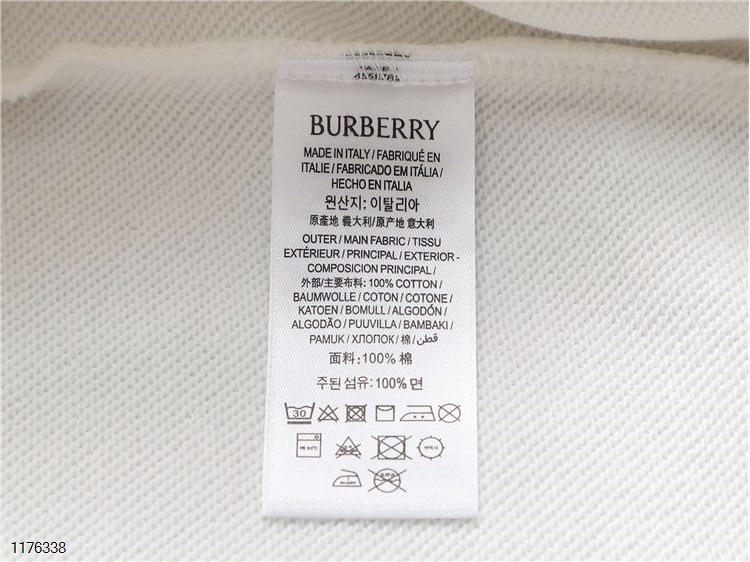 BURBERRY
MADE IN ITALY / FABRIQUÉ EN
ITALIE / FABRICADO EM ITÁLIA /
HECHO EN ITALIA
원산지: 이탈리아
原產地 義大利/原产地 意大利
OUTER / MAIN FABRIC / TISSU
EXTÉRIEUR / PRINCIPAL / EXTERIOR -
COMPOSICION PRINCIPAL /
外部/主要布料: 100% COTTON /
BAUMWOLLE / COTON / COTONE /
KATOEN / BOMULL / ALGODÓN /
ALGODÃO / PUUVILLA / BAMBAKI /
PAMUK / ХЛОПОК / 棉 / قطن
面料:100% 棉
주된 섬유: 100% 면
30
1176338